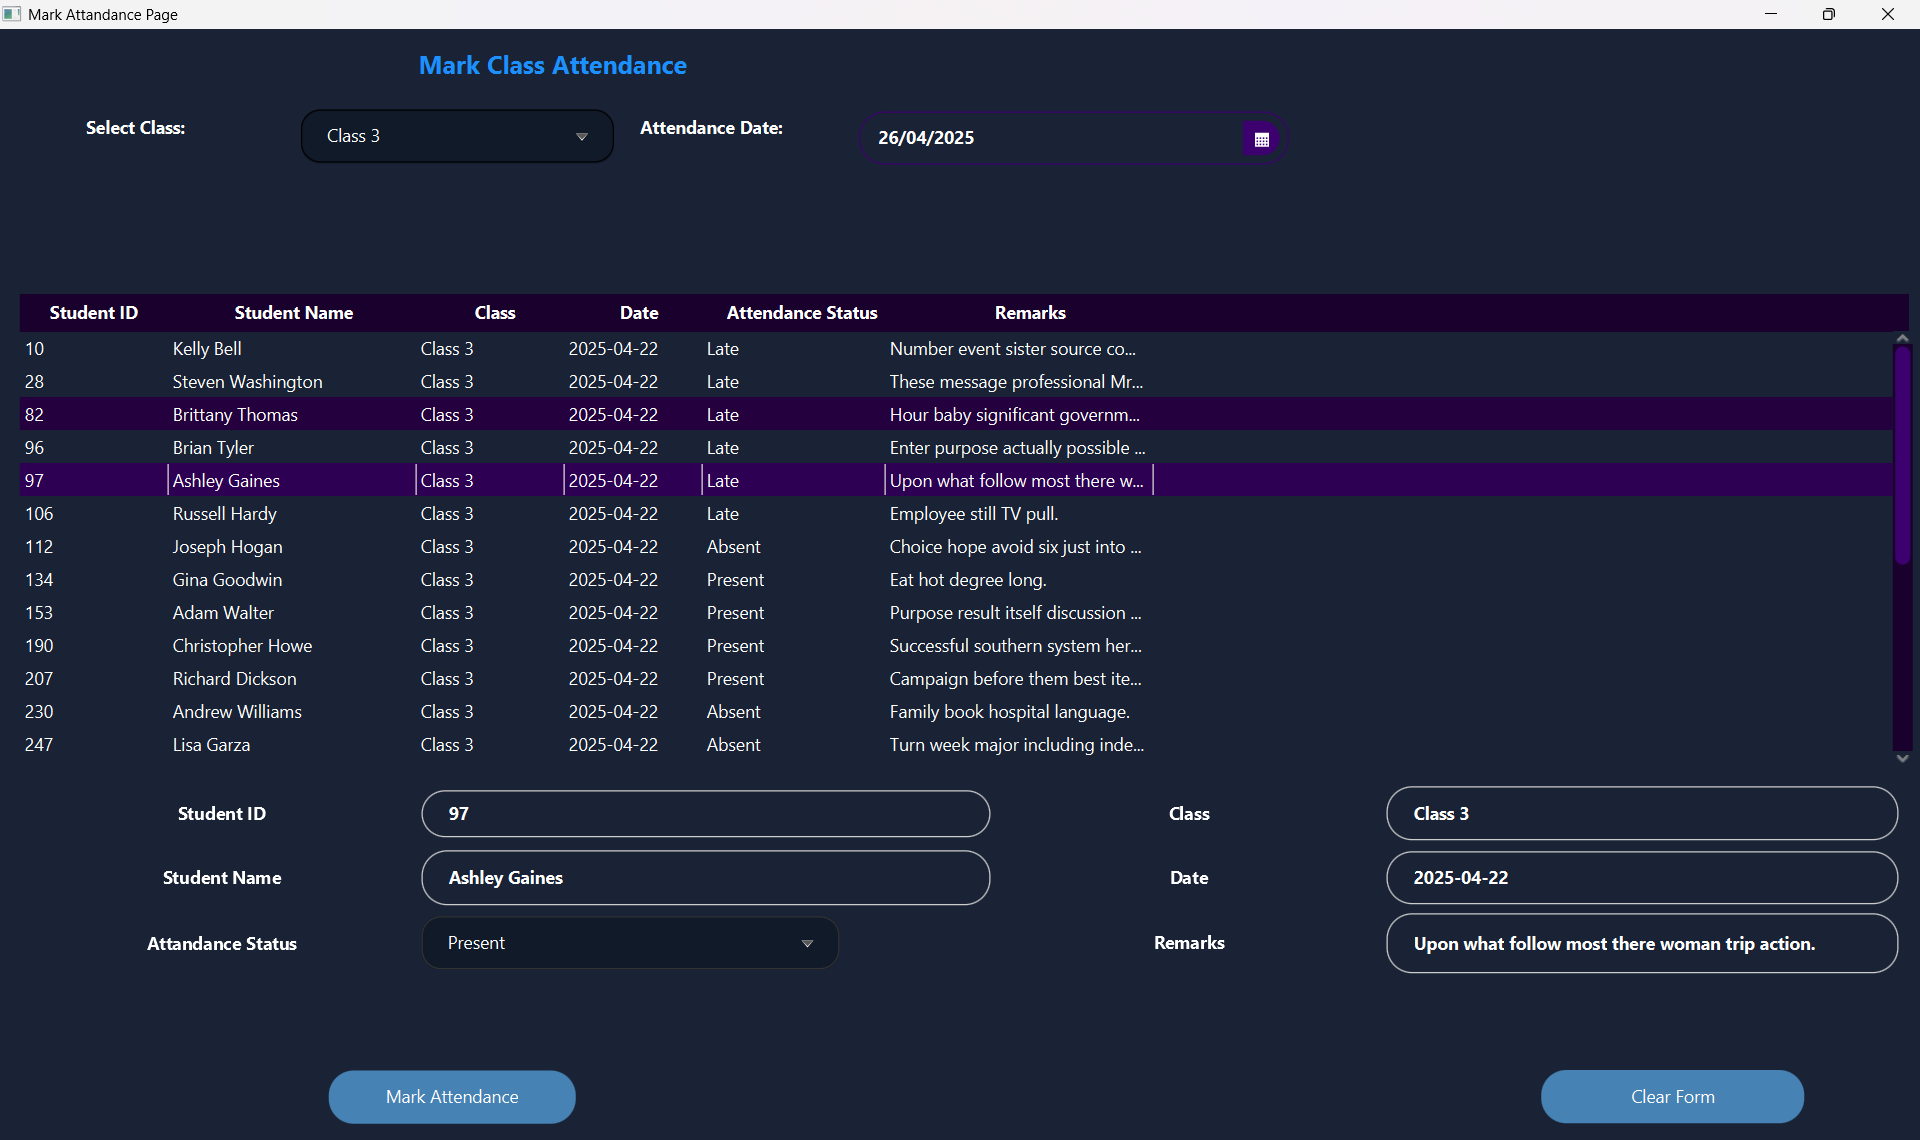 Mark Attandance Page
Mark Class Attendance
Select Class: Class 3 Attendance Date: 26/04/2025
Student ID Student Name Class Date Attendance Status Remarks
10 Kelly Bell Class 3 2025-04-22 Late Number event sister source co...
28 Steven Washington Class 3 2025-04-22 Late These message professional Mr...
82 Brittany Thomas Class 3 2025-04-22 Late Hour baby significant governm...
96 Brian Tyler Class 3 2025-04-22 Late Enter purpose actually possible ...
97 Ashley Gaines Class 3 2025-04-22 Late Upon what follow most there w...
106 Russell Hardy Class 3 2025-04-22 Late Employee still TV pull.
112 Joseph Hogan Class 3 2025-04-22 Absent Choice hope avoid six just into ...
134 Gina Goodwin Class 3 2025-04-22 Present Eat hot degree long.
153 Adam Walter Class 3 2025-04-22 Present Purpose result itself discussion ...
190 Christopher Howe Class 3 2025-04-22 Present Successful southern system her...
207 Richard Dickson Class 3 2025-04-22 Present Campaign before them best ite...
230 Andrew Williams Class 3 2025-04-22 Absent Family book hospital language.
247 Lisa Garza Class 3 2025-04-22 Absent Turn week major including inde...
Student ID 97 Class Class 3
Student Name Ashley Gaines Date 2025-04-22
Attandance Status Present Remarks Upon what follow most there woman trip action.
Mark Attendance Clear Form